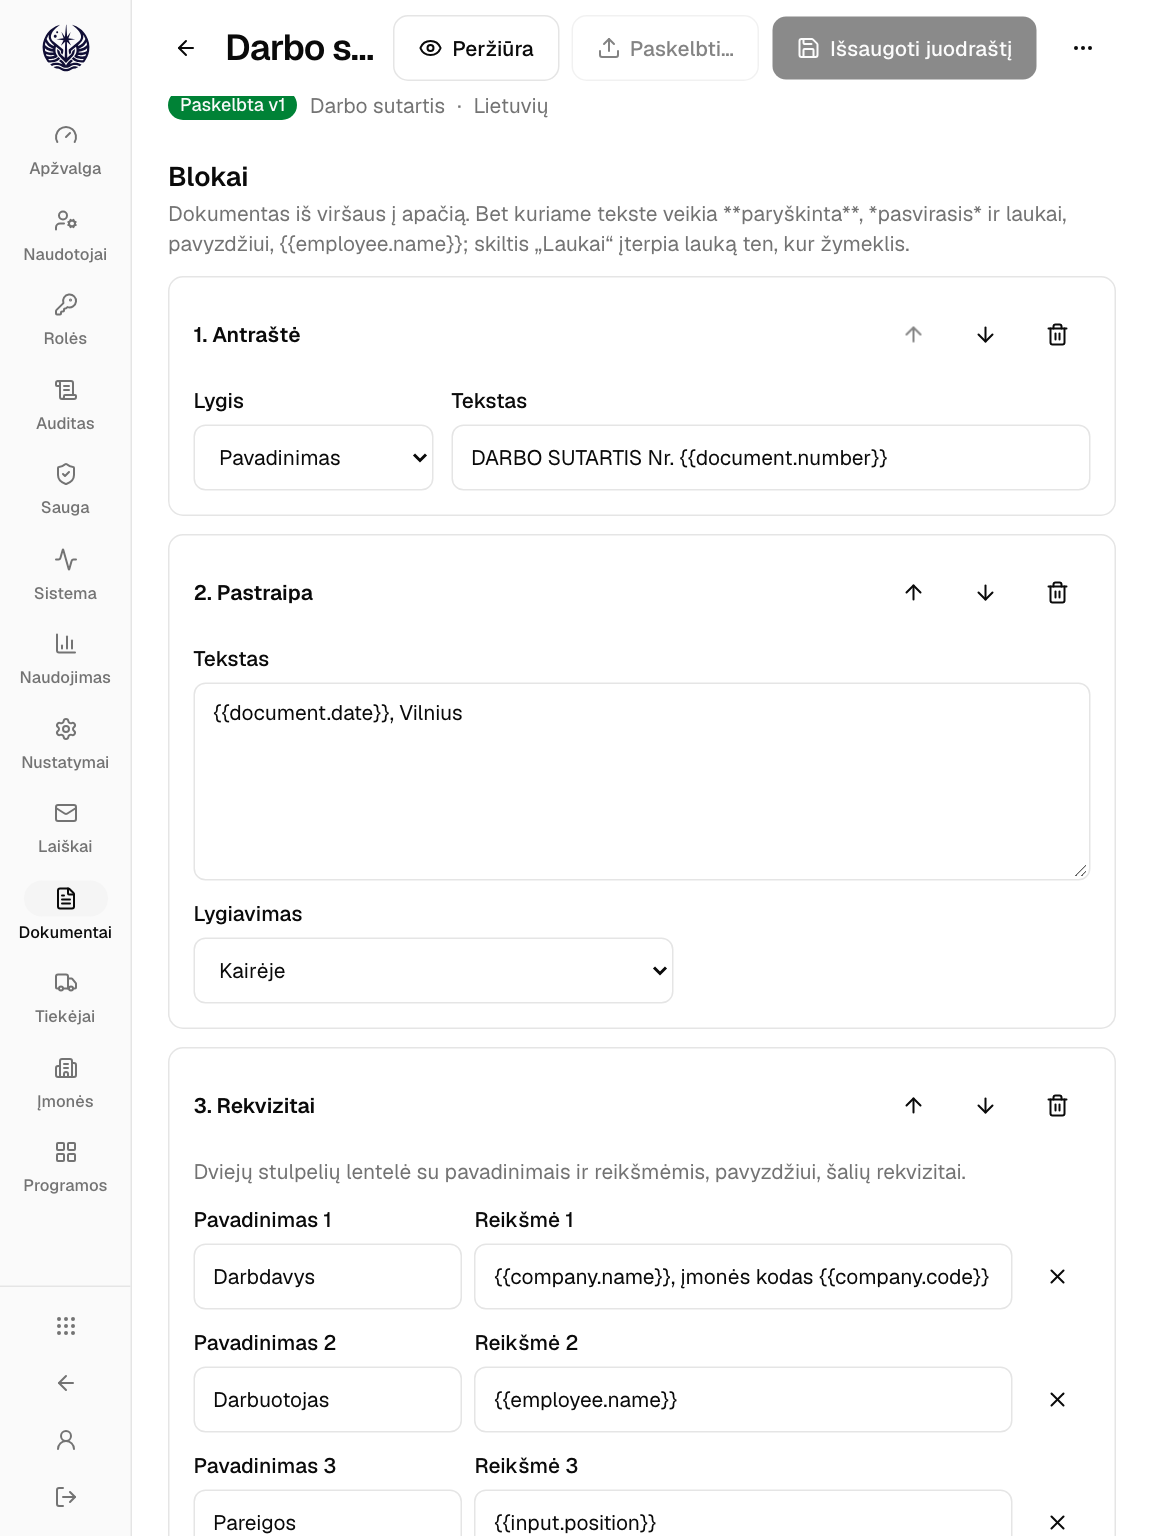 Darbo s...
Peržiūra
Paskelbti...
Išsaugoti juodraštį
Paskelbta v1
Darbo sutartis · Lietuvių
Apžvalga
Naudotojai
Rolės
Auditas
Sauga
Sistema
Naudojimas
Nustatymai
Laiškai
Dokumentai
Tiekėjai
Įmonės
Programos
Blokai
Dokumentas iš viršaus į apačią. Bet kuriame tekste veikia **paryškinta**, *pasvirasis* ir laukai,
pavyzdžiui, {{employee.name}}; skiltis „Laukai“ įterpia lauką ten, kur žymeklis.
1. Antraštė
Lygis
Tekstas
Pavadinimas
DARBO SUTARTIS Nr. {{document.number}}
2. Pastraipa
Tekstas
{{document.date}}, Vilnius
Lygiavimas
Kairėje
3. Rekvizitai
Dviejų stulpelių lentelė su pavadinimais ir reikšmėmis, pavyzdžiui, šalių rekvizitai.
Pavadinimas 1
Reikšmė 1
Darbdavys
{{company.name}}, įmonės kodas {{company.code}}
Pavadinimas 2
Reikšmė 2
Darbuotojas
{{employee.name}}
Pavadinimas 3
Reikšmė 3
Pareigos
{{input.position}}